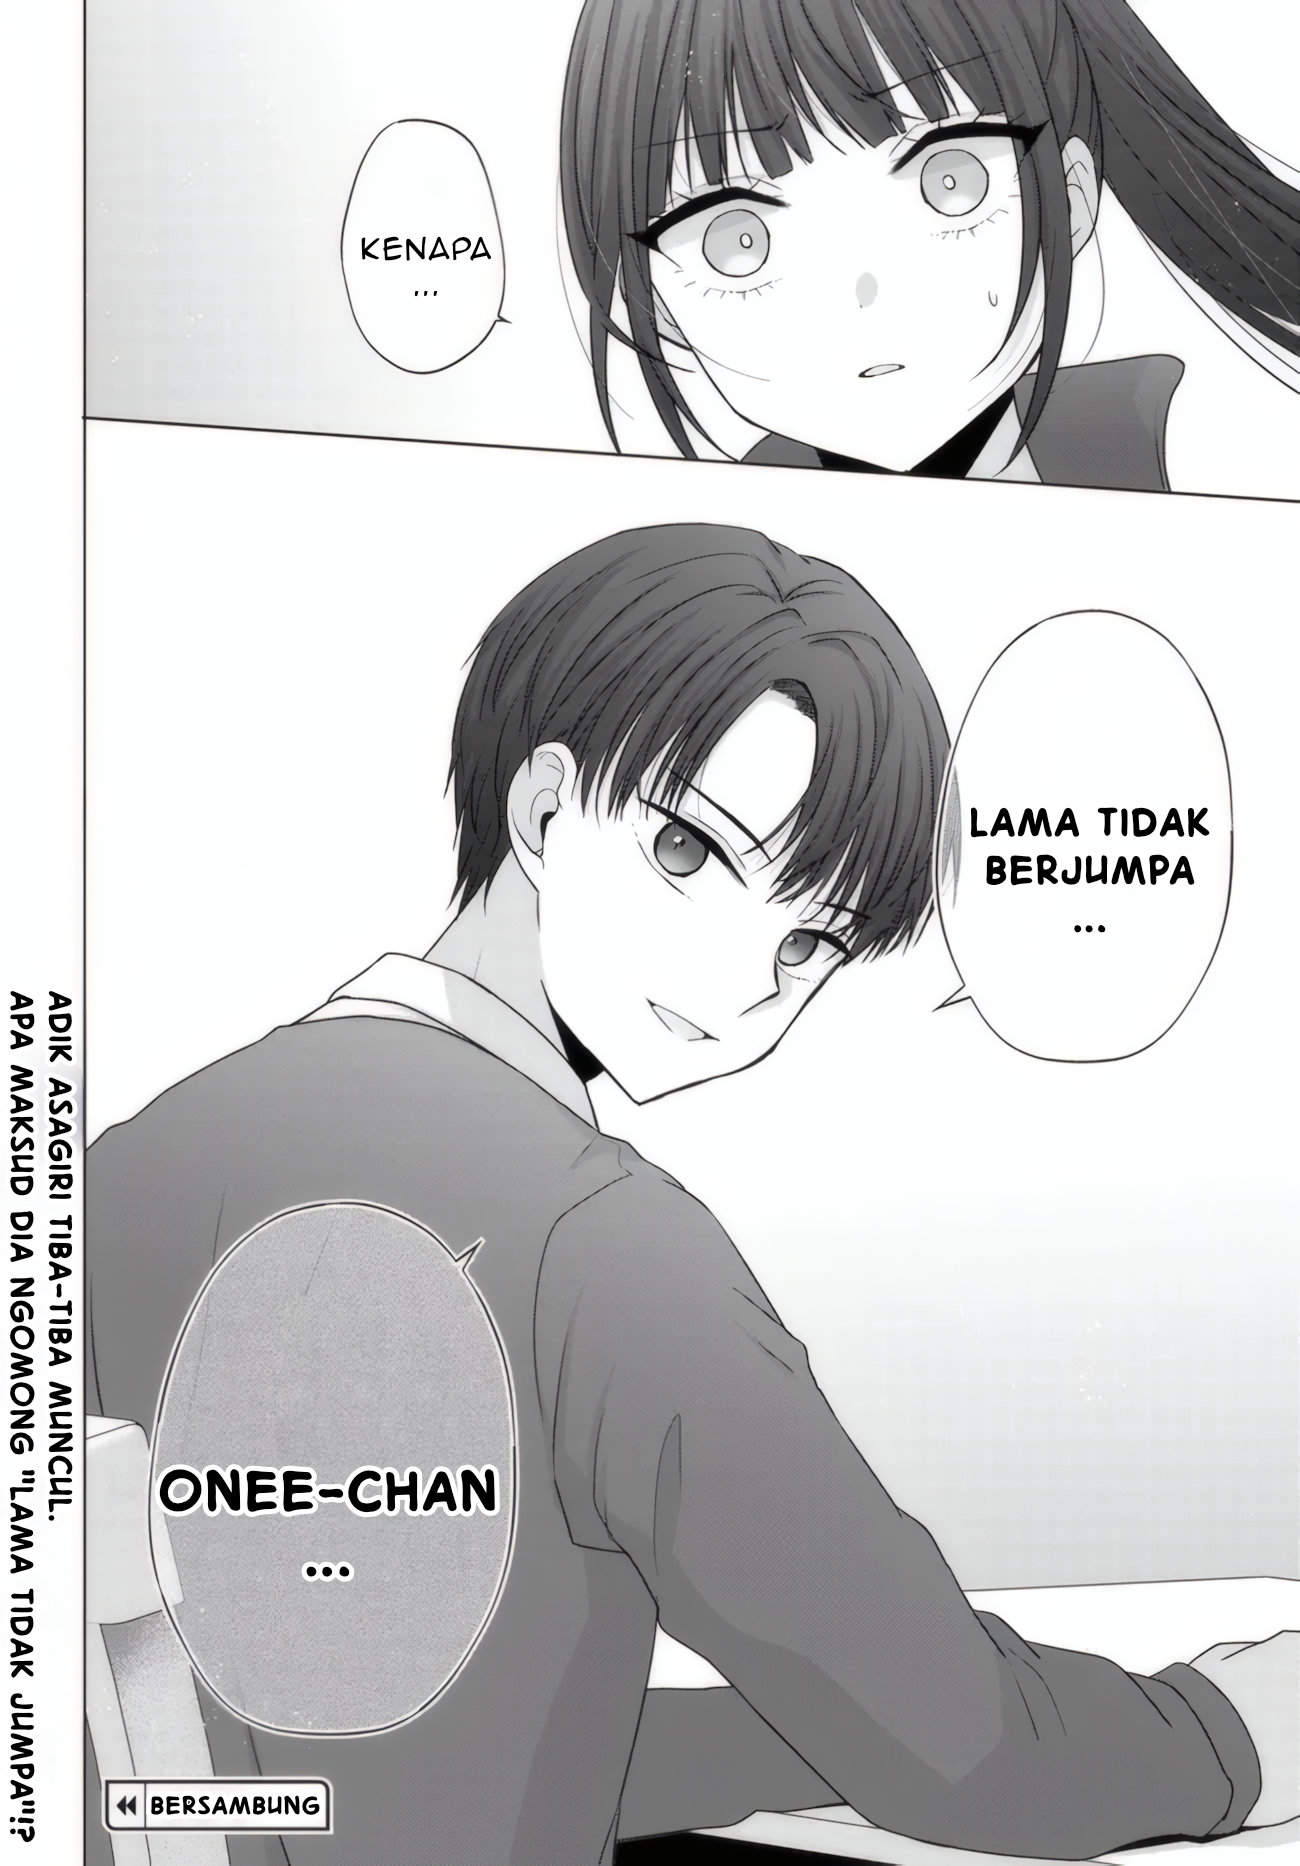 KENAPA
...
LAMA TIDAK
BERJUMPA
...
ONEE-CHAN
...
ADIK ASAGIRI TIBA-TIBA MUNCUL.
APA MAKSUD DIA NGOMONG "LAMA TIDAK JUMPA"!?
BERSAMBUNG